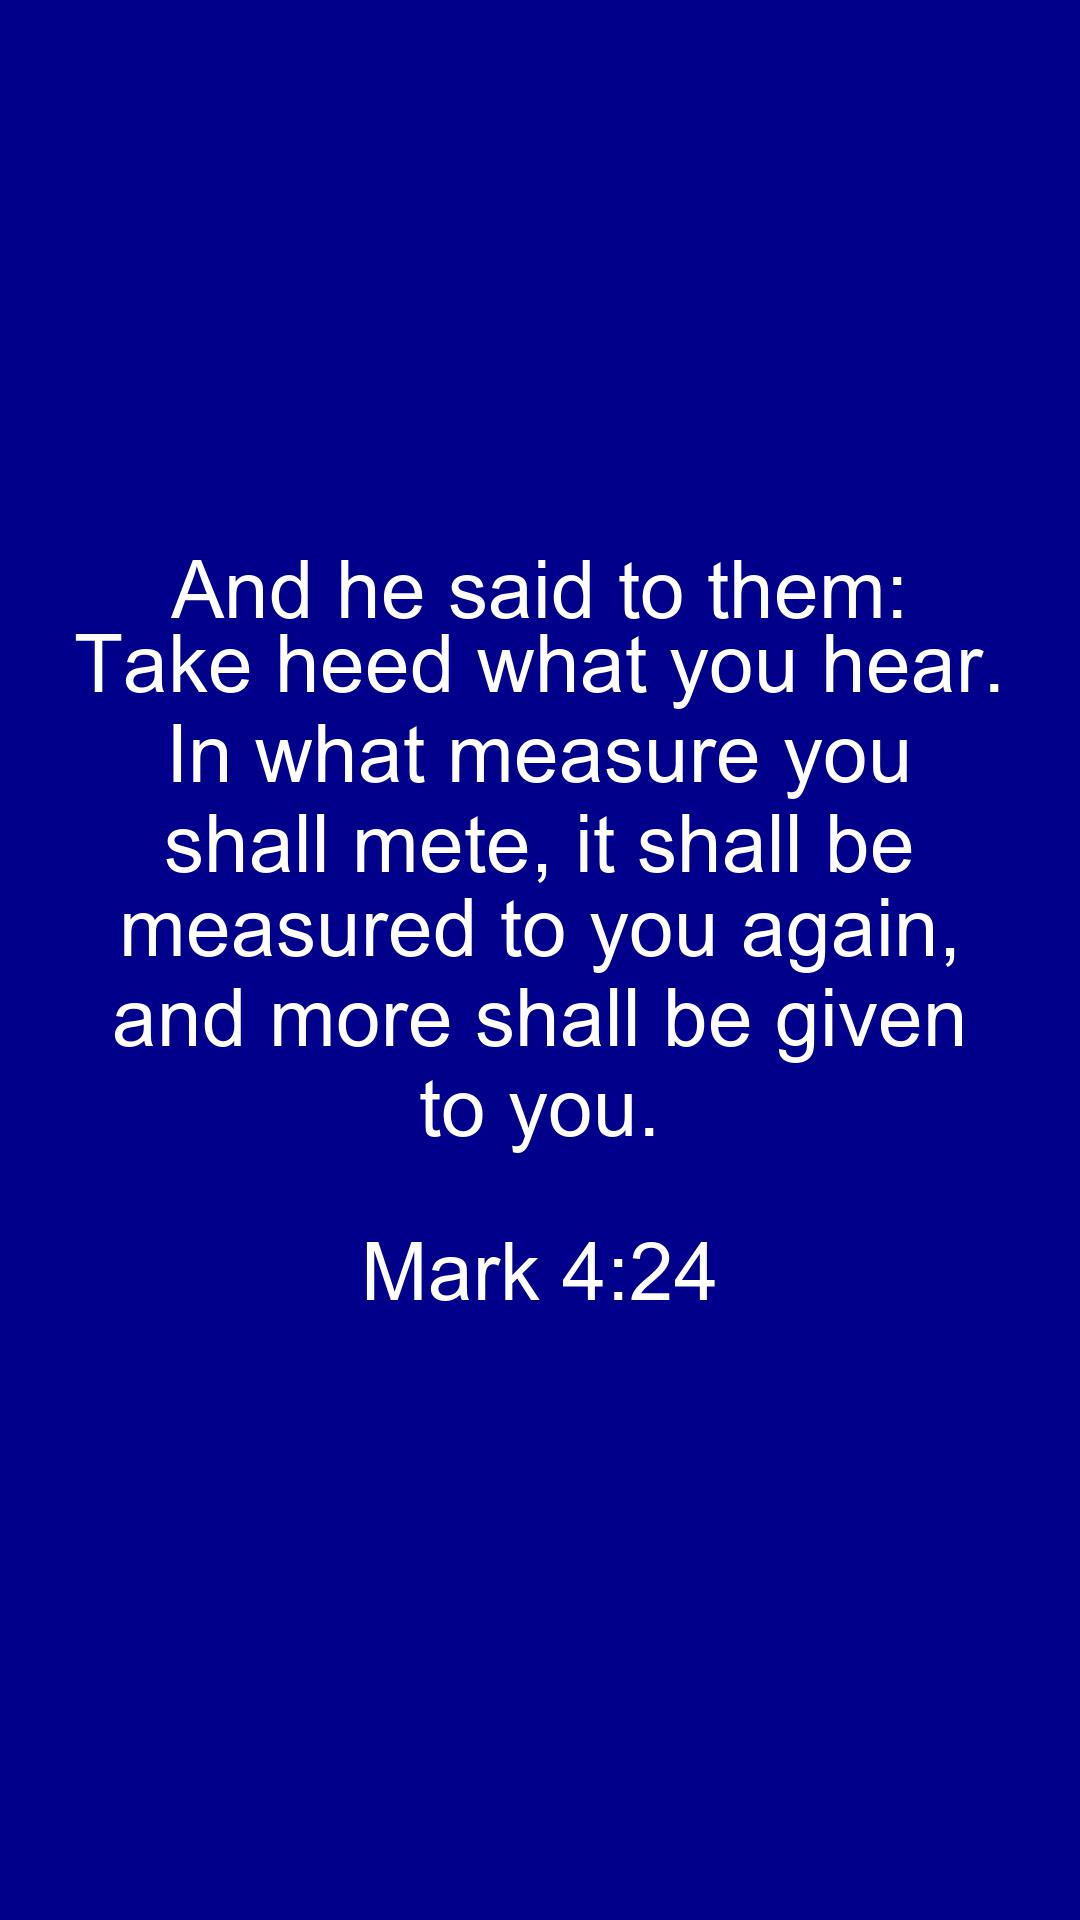 And he said to them:
Take heed what you hear.
In what measure you
shall mete, it shall be
measured to you again,
and more shall be given
to you.
Mark 4:24